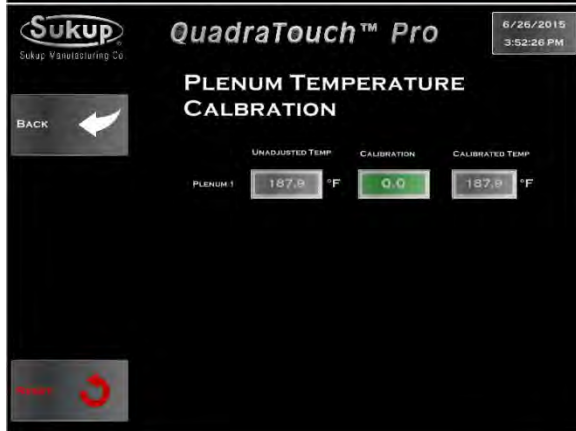 Sukup
Sukup Manufacturing Co.
QuadraTouch™ Pro
6/26/2015
3:52:26 PM
PLENUM TEMPERATURE
CALBRATION
BACK
UNADJUSTED TEMP CALIBRATION CALIBRATED TEMP
PLENUM 1 187.9 °F 0.0 187.9 °F